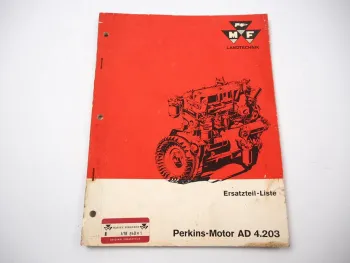 MF
LANDTECHNIK
Ersatzteil-Liste
Perkins-Motor AD 4.203